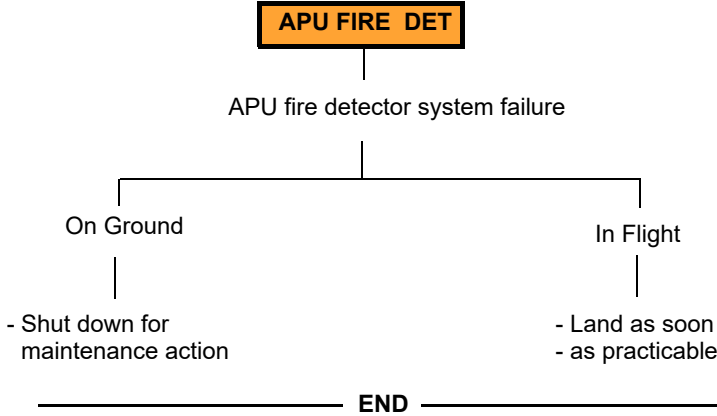 APU FIRE DET
APU fire detector system failure
On Ground
In Flight
- Shut down for
maintenance action
- Land as soon
- as practicable
END